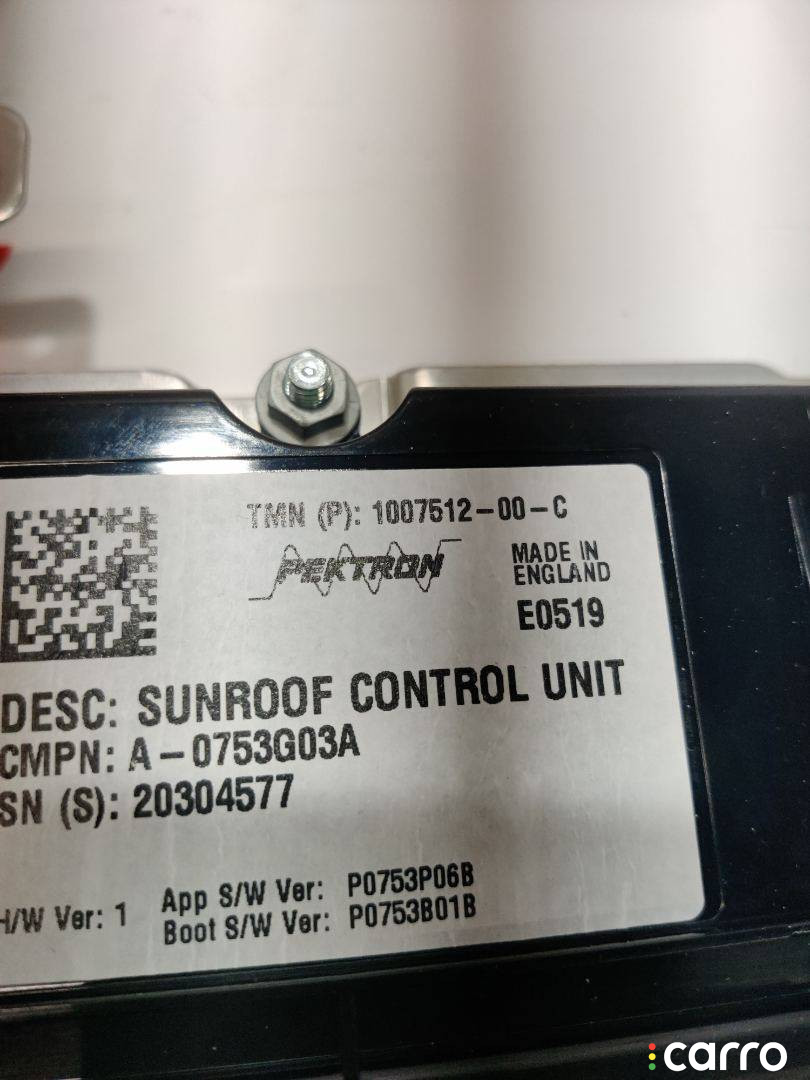 TMN (P): 1007512-00-C
PEKTRON
MADE IN
ENGLAND
E0519
DESC: SUNROOF CONTROL UNIT
CMPN: A-0753G03A
SN (S): 20304577
H/W Ver: 1
App S/W Ver: P0753P06B
Boot S/W Ver: P0753B01B
carro